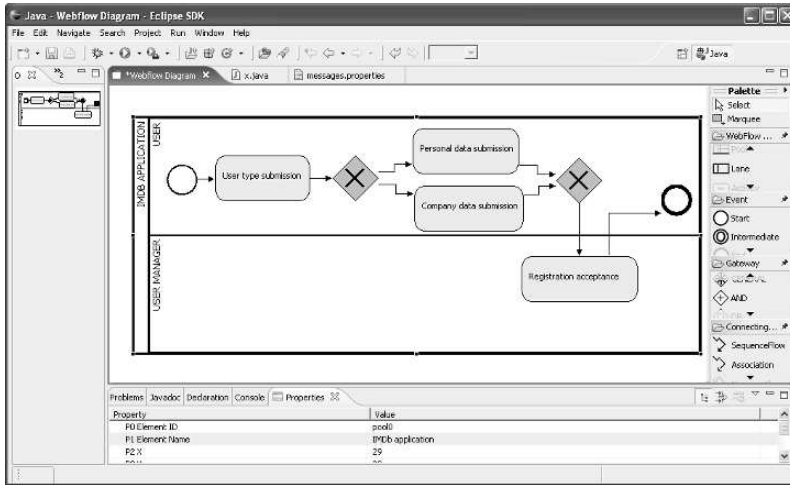 Java - Webflow Diagram - Eclipse SDK
File Edit Navigate Search Project Run Window Help
Java
*Webflow Diagram
x.java
messages.properties
Palette
Select
Marquee
WebFlow ...
Lane
Event
Start
Intermediate
Gateway
AND
Connecting...
SequenceFlow
Association
IMDB APPLICATION
USER
User type submission
Personal data submission
Company data submission
USER MANAGER
Registration acceptance
Problems Javadoc Declaration Console Properties
Property Value
P0 Element ID pool0
P1 Element Name IMDb application
P2 X 29